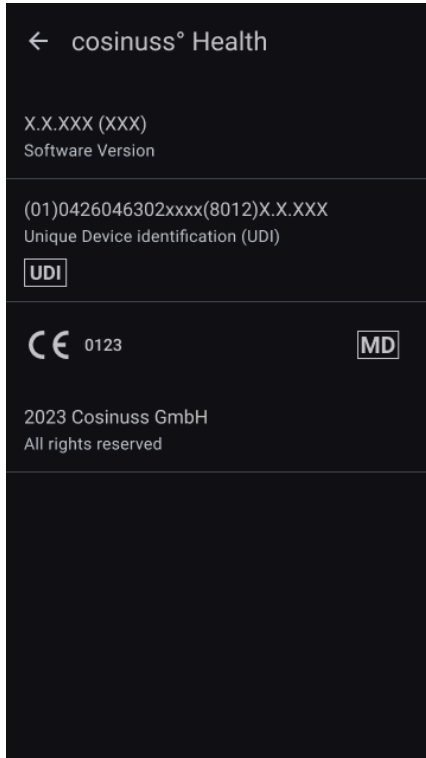 cosinuss° Health
X.X.XXX (XXX)
Software Version
(01)0426046302xxxx(8012)X.X.XXX
Unique Device identification (UDI)
UDI
CE 0123
MD
2023 Cosinuss GmbH
All rights reserved